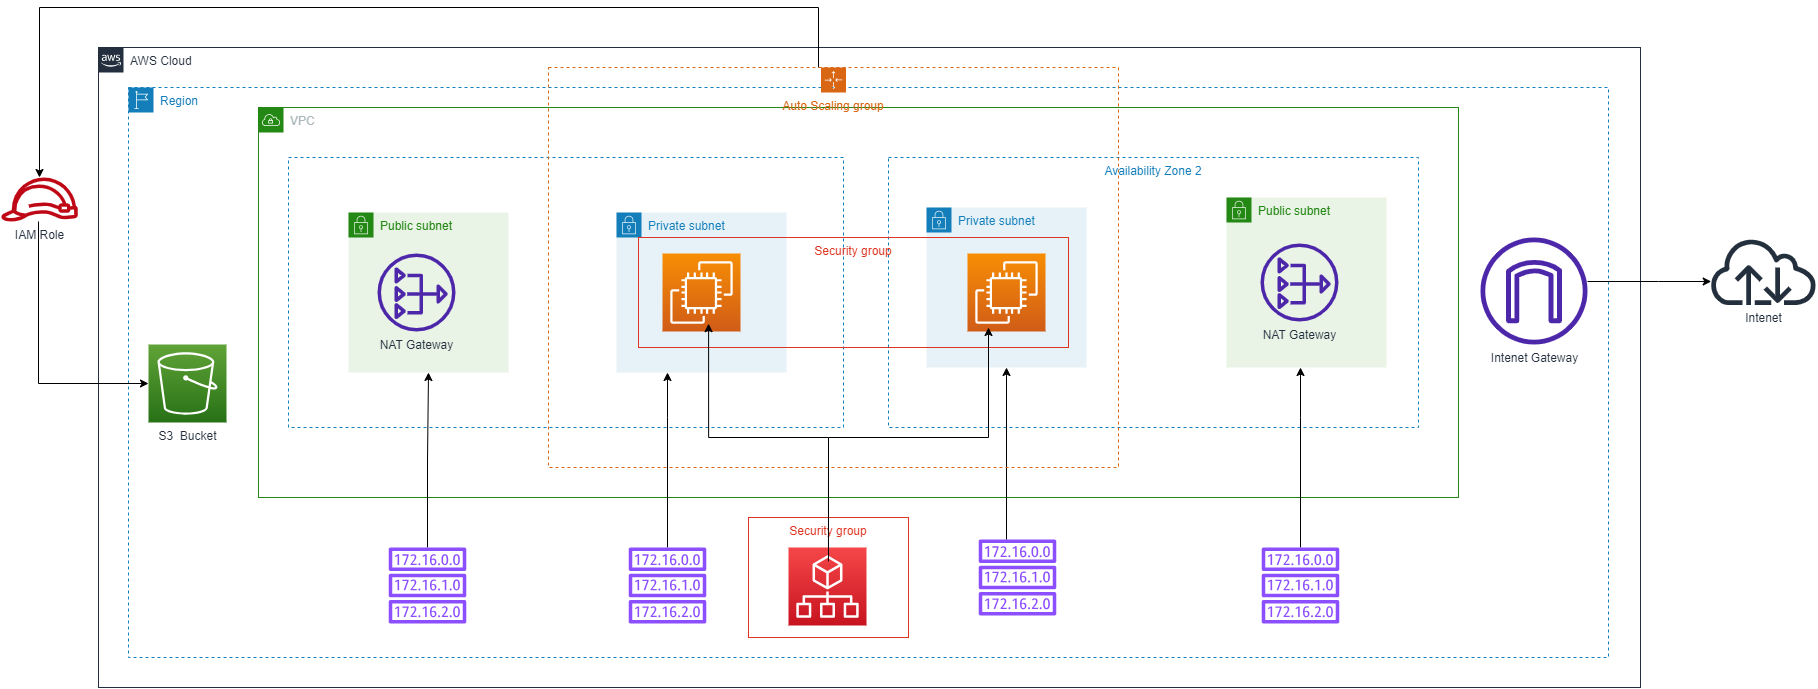 aws
AWS Cloud
Region
Auto Scaling group
VPC
Availability Zone 2
Public subnet
Private subnet
Private subnet
Public subnet
IAM Role
Security group
NAT Gateway
NAT Gateway
Intenet
Intenet Gateway
S3 Bucket
Security group
172.16.0.0
172.16.1.0
172.16.2.0
172.16.0.0
172.16.1.0
172.16.2.0
172.16.0.0
172.16.1.0
172.16.2.0
172.16.0.0
172.16.1.0
172.16.2.0